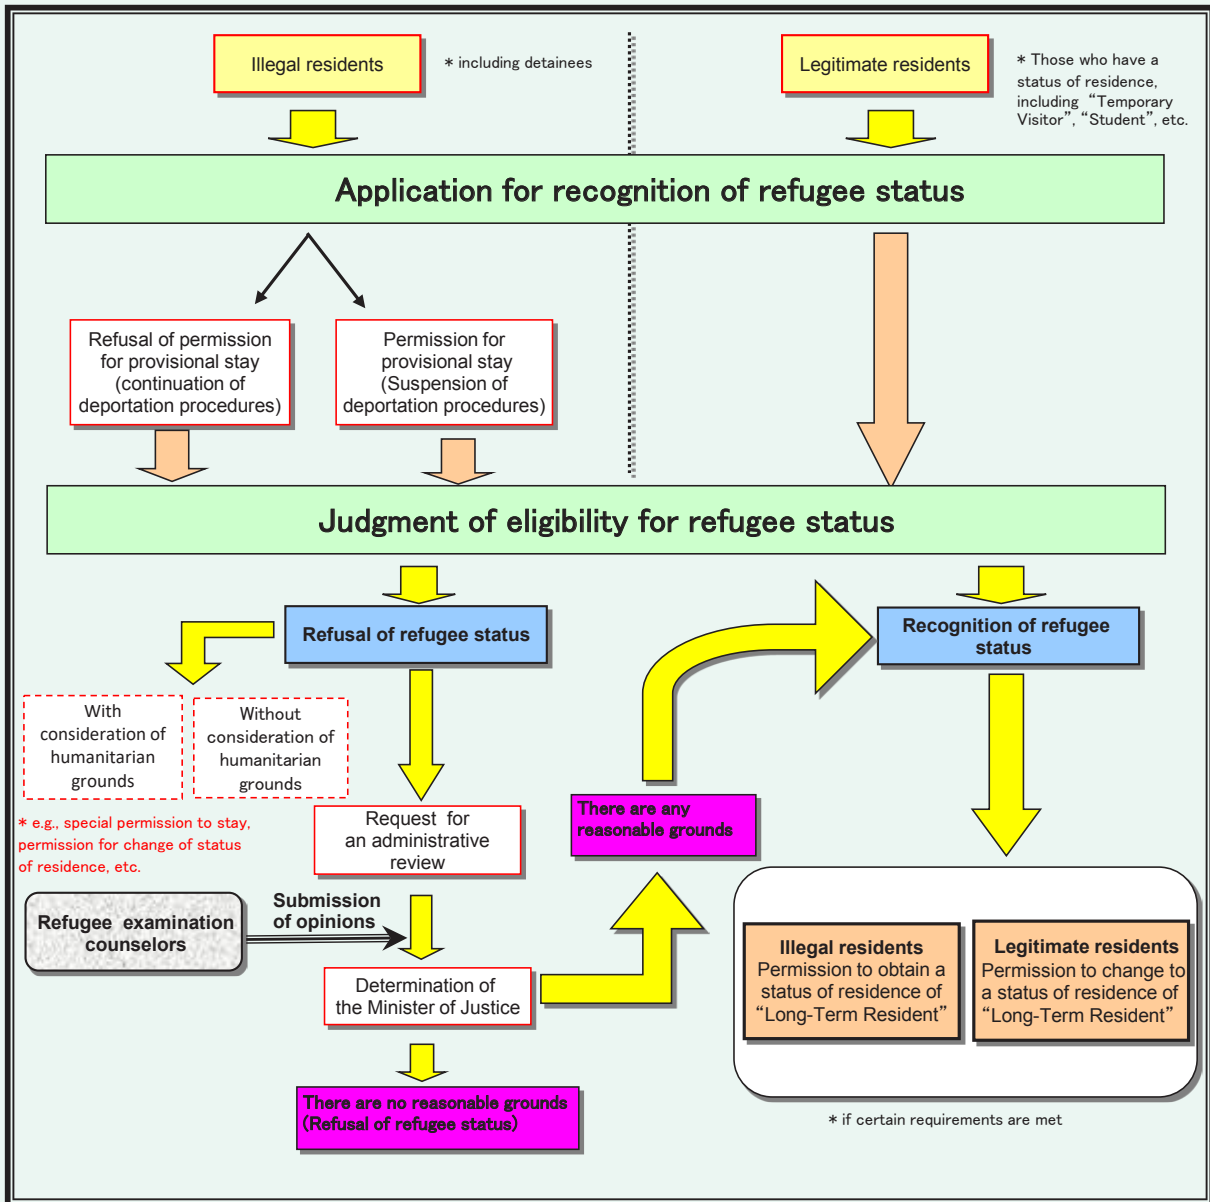 Illegal residents
* including detainees
Legitimate residents
* Those who have a
status of residence,
including “Temporary
Visitor”, “Student”, etc.
Application for recognition of refugee status
Refusal of permission
for provisional stay
(continuation of
deportation procedures)
Permission for
provisional stay
(Suspension of
deportation procedures)
Judgment of eligibility for refugee status
Refusal of refugee status
Recognition of refugee
status
With
consideration of
humanitarian
grounds
Without
consideration of
humanitarian
grounds
* e.g., special permission to stay,
permission for change of status
of residence, etc.
Request for
an administrative
review
There are any
reasonable grounds
Refugee examination
counselors
Submission
of opinions
Determination of
the Minister of Justice
There are no reasonable grounds
(Refusal of refugee status)
Illegal residents
Permission to obtain a
status of residence of
“Long-Term Resident”
Legitimate residents
Permission to change to
a status of residence of
“Long-Term Resident”
* if certain requirements are met